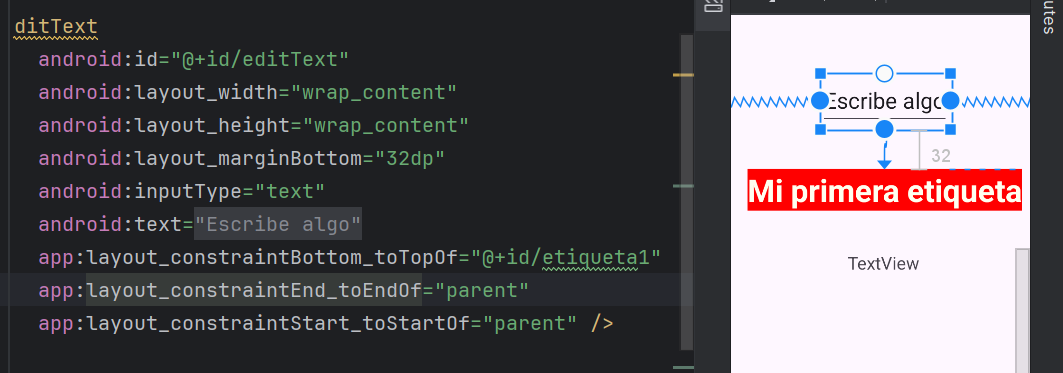 ditText
android:id="@+id/editText"
android:layout_width="wrap_content"
android:layout_height="wrap_content"
android:layout_marginBottom="32dp"
android:inputType="text"
android:text="Escribe algo"
app:layout_constraintBottom_toTopOf="@+id/etiqueta1"
app:layout_constraintEnd_toEndOf="parent"
app:layout_constraintStart_toStartOf="parent" />
Escribe algo
32
Mi primera etiqueta
TextView
utes